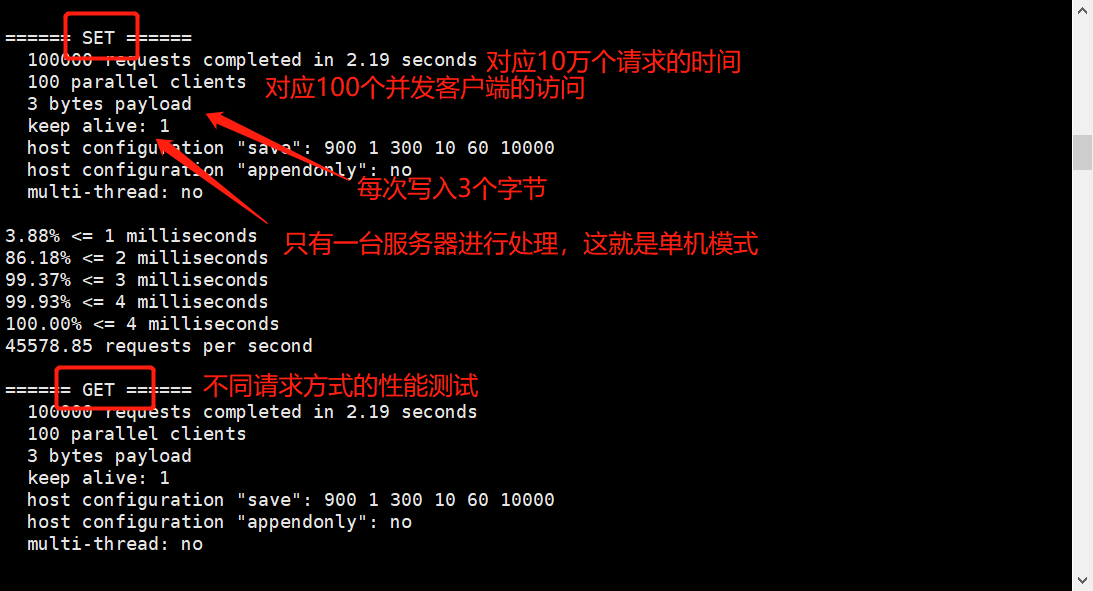 ====== SET ======
100000 requests completed in 2.19 seconds 对应10万个请求的时间
100 parallel clients 对应100个并发客户端的访问
3 bytes payload
keep alive: 1
host configuration "save": 900 1 300 10 60 10000
host configuration "appendonly": no
multi-thread: no 每次写入3个字节
3.88% <= 1 milliseconds 只有一台服务器进行处理，这就是单机模式
86.18% <= 2 milliseconds
99.37% <= 3 milliseconds
99.93% <= 4 milliseconds
100.00% <= 4 milliseconds
45578.85 requests per second
====== GET ====== 不同请求方式的性能测试
100000 requests completed in 2.19 seconds
100 parallel clients
3 bytes payload
keep alive: 1
host configuration "save": 900 1 300 10 60 10000
host configuration "appendonly": no
multi-thread: no